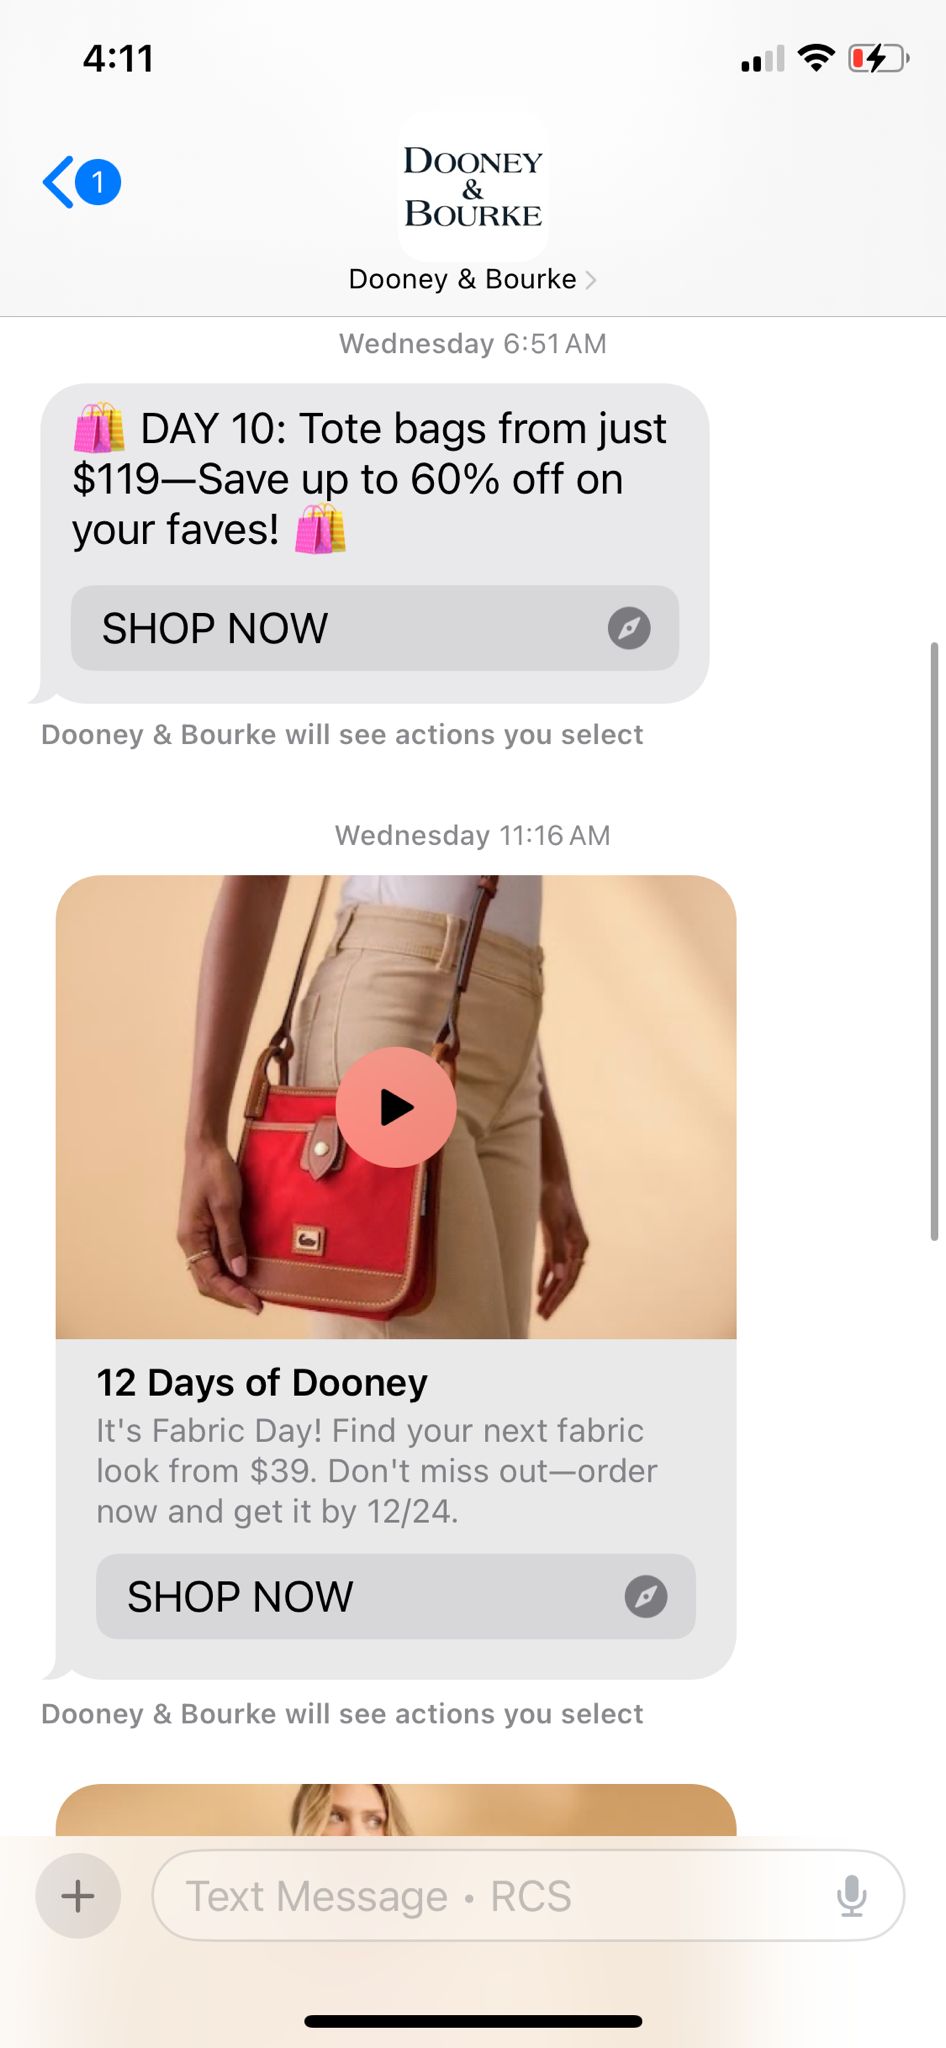 4:11
1
DOONEY
&
BOURKE
Dooney & Bourke
Wednesday 6:51 AM
🛍️ DAY 10: Tote bags from just
$119—Save up to 60% off on
your faves! 🛍️
SHOP NOW
Dooney & Bourke will see actions you select
Wednesday 11:16 AM
12 Days of Dooney
It's Fabric Day! Find your next fabric
look from $39. Don't miss out—order
now and get it by 12/24.
SHOP NOW
Dooney & Bourke will see actions you select
Text Message • RCS